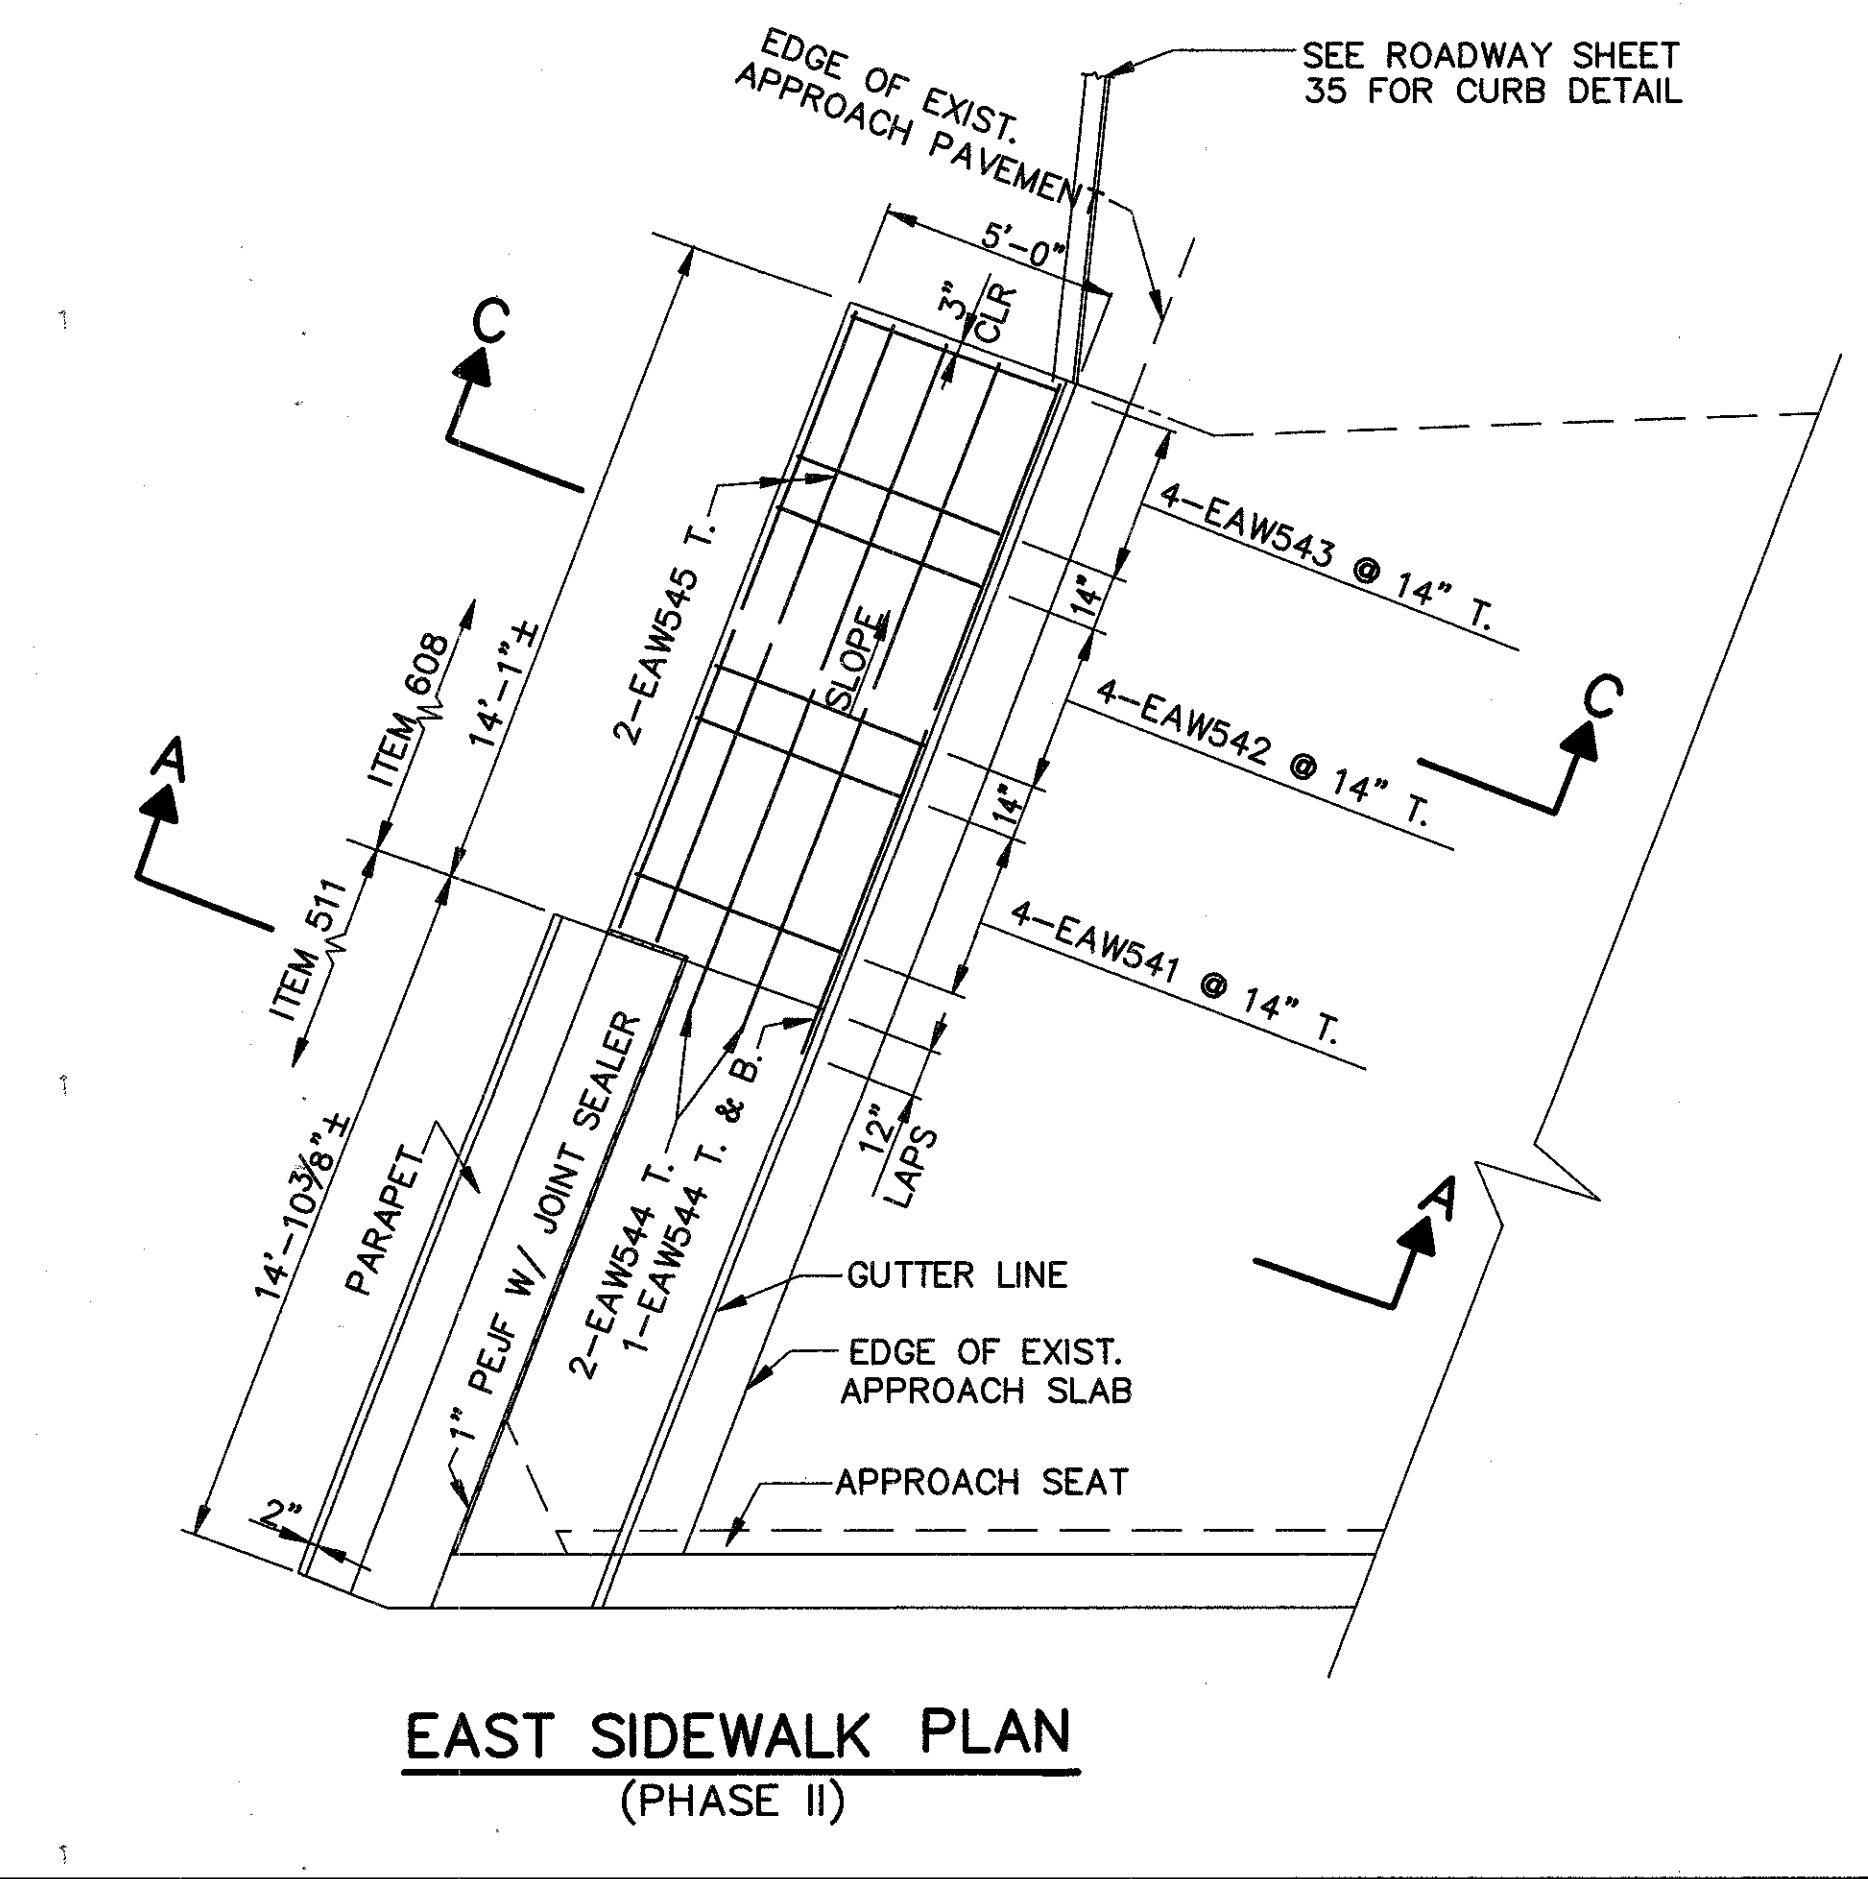 EDGE OF EXIST.
APPROACH PAVEMENT
SEE ROADWAY SHEET
35 FOR CURB DETAIL
5'-0"
3"
CLR
C
4-EAW543 @ 14" T.
14"
2-EAW545 T.
SLOPE
ITEM 608
14'-1"±
4-EAW542 @ 14" T.
C
14"
A
ITEM 511
4-EAW541 @ 14" T.
12"
LAPS
14'-10⅜"±
PARAPET
1" PEJF W/ JOINT SEALER
2-EAW544 T.
1-EAW544 T. & B.
A
GUTTER LINE
EDGE OF EXIST.
APPROACH SLAB
APPROACH SEAT
2"
EAST SIDEWALK PLAN
(PHASE II)